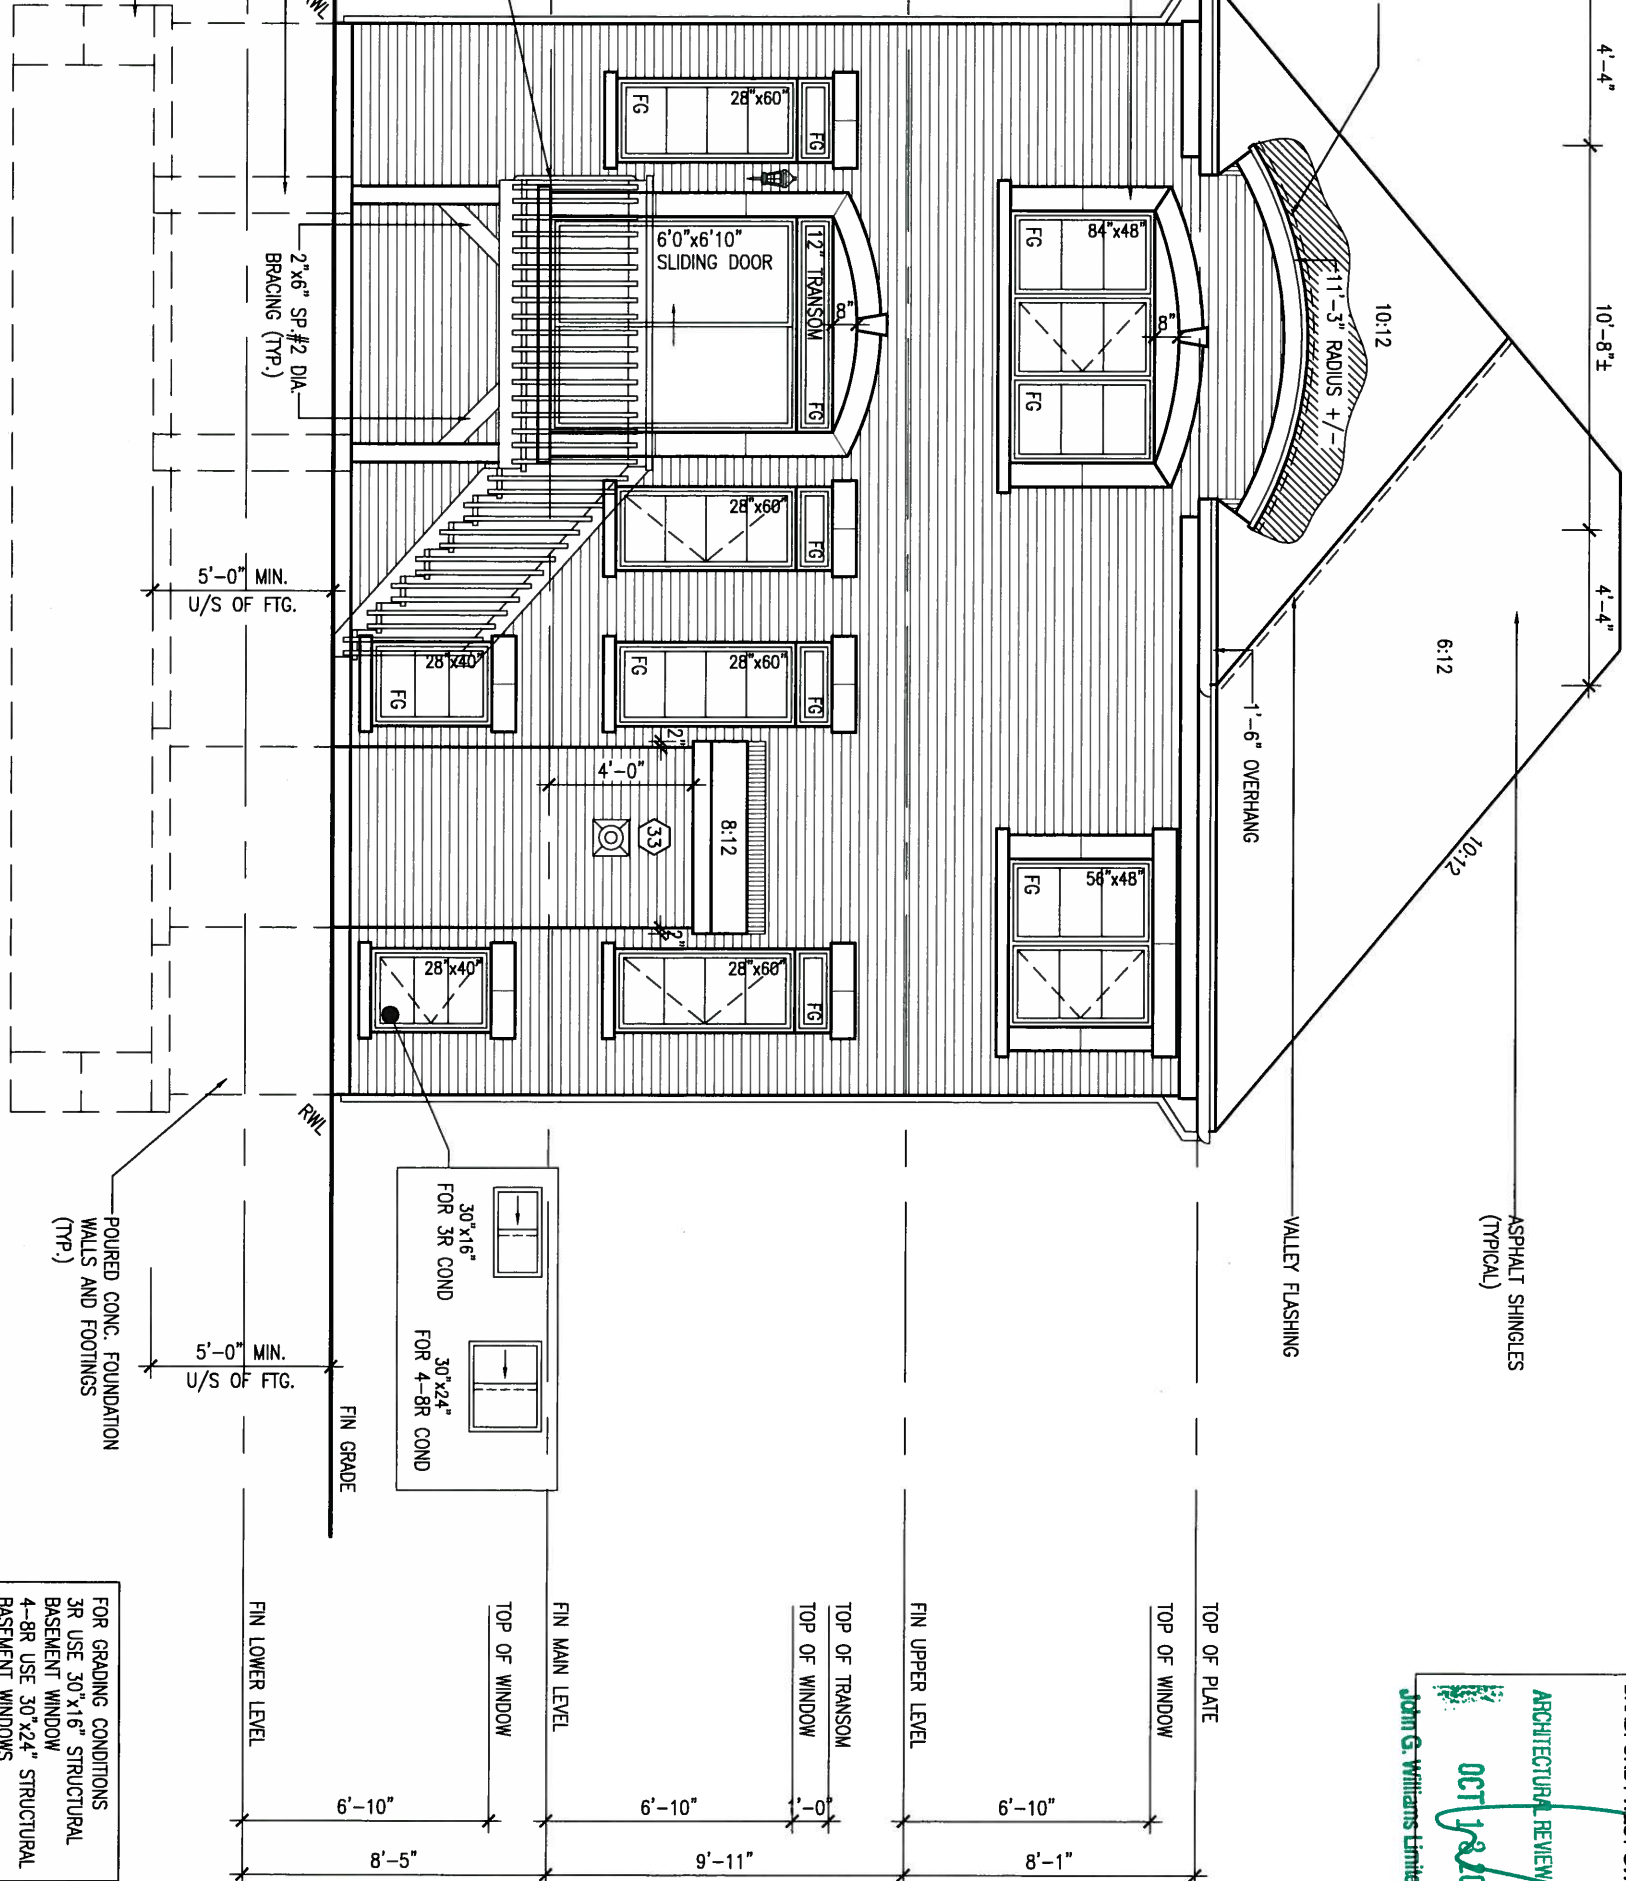 4'-4"
10'-8"±
4'-4"
10:12
6:12
10:12
11'-3" RADIUS +/-
1'-6" OVERHANG
ASPHALT SHINGLES
(TYPICAL)
VALLEY FLASHING
84"x48"
FG
FG
8"
56"x48"
FG
28"x60"
FG
FG
6'0"x6'10"
SLIDING DOOR
12" TRANSOM
FG
8"
28"x60"
FG
28"x60"
FG
FG
28"x60"
FG
8:12
2"
2"
4'-0"
33
28"x40"
FG
28"x40"
2"x6" SP.#2 DIA.
BRACING (TYP.)
RWL
RWL
5'-0" MIN.
U/S OF FTG.
5'-0" MIN.
U/S OF FTG.
30"x16"
FOR 3R COND
30"x24"
FOR 4-8R COND
POURED CONC. FOUNDATION
WALLS AND FOOTINGS
(TYP.)
FIN GRADE
TOP OF PLATE
TOP OF WINDOW
FIN UPPER LEVEL
TOP OF TRANSOM
TOP OF WINDOW
FIN MAIN LEVEL
TOP OF WINDOW
FIN LOWER LEVEL
6'-10"
1'-0"
6'-10"
6'-10"
8'-1"
9'-11"
8'-5"
FOR GRADING CONDITIONS
3R USE 30"x16" STRUCTURAL
BASEMENT WINDOW
4-8R USE 30"x24" STRUCTURAL
BASEMENT WINDOWS
ARCHITECTURAL REVIEW
OCT
John G. Williams Limite